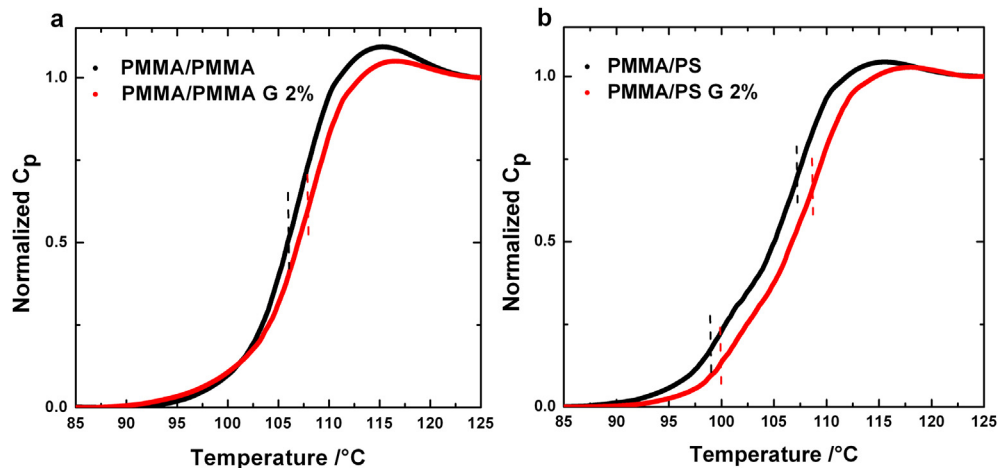 a
PMMA/PMMA
PMMA/PMMA G 2%
Normalized Cp
1.0
0.5
0.0
85 90 95 100 105 110 115 120 125
Temperature /°C
b
PMMA/PS
PMMA/PS G 2%
Normalized Cp
1.0
0.5
0.0
85 90 95 100 105 110 115 120 125
Temperature /°C